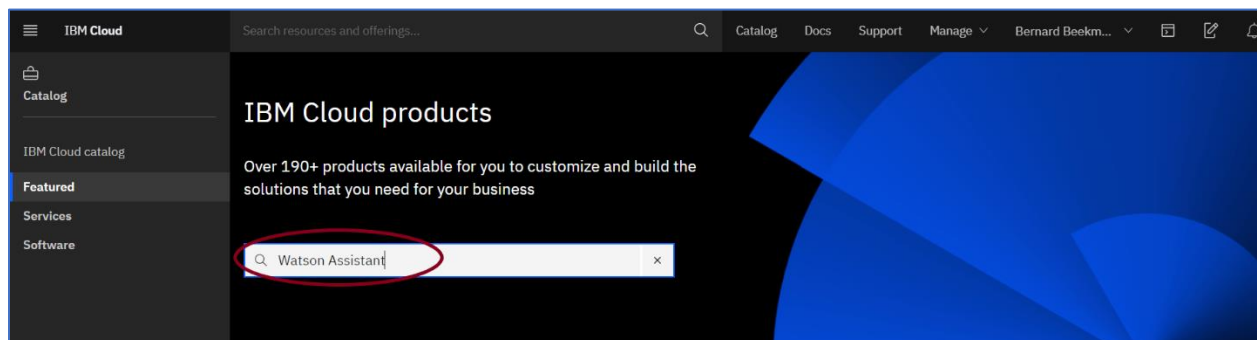 IBM Cloud
Search resources and offerings...
Catalog
Docs
Support
Manage
Bernard Beekm...
Catalog
IBM Cloud catalog
Featured
Services
Software
IBM Cloud products
Over 190+ products available for you to customize and build the
solutions that you need for your business
Watson Assistant